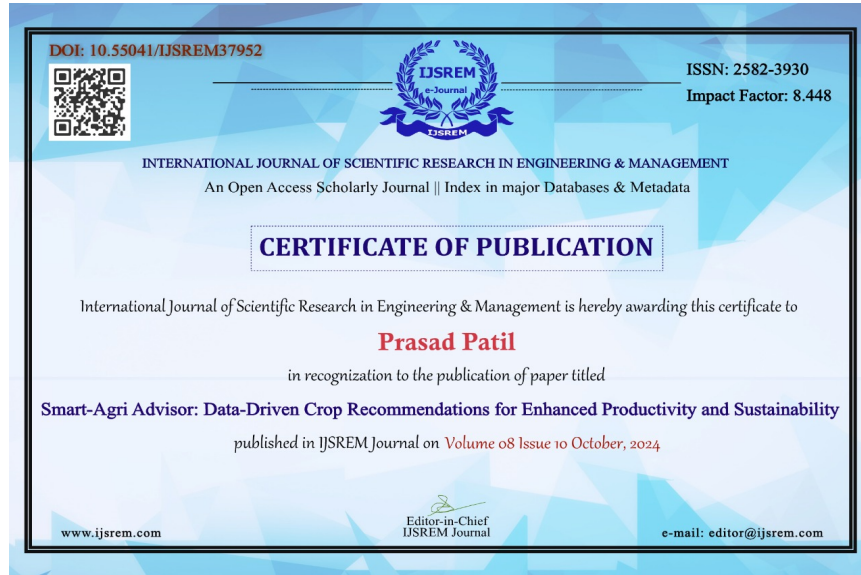 DOI: 10.55041/IJSREM37952
IJSREM
e-Journal
IJSREM
ISSN: 2582-3930
Impact Factor: 8.448
INTERNATIONAL JOURNAL OF SCIENTIFIC RESEARCH IN ENGINEERING & MANAGEMENT
An Open Access Scholarly Journal || Index in major Databases & Metadata
CERTIFICATE OF PUBLICATION
International Journal of Scientific Research in Engineering & Management is hereby awarding this certificate to
Prasad Patil
in recognization to the publication of paper titled
Smart-Agri Advisor: Data-Driven Crop Recommendations for Enhanced Productivity and Sustainability
published in IJSREM Journal on Volume 08 Issue 10 October, 2024
www.ijsrem.com
Editor-in-Chief
IJSREM Journal
e-mail: editor@ijsrem.com